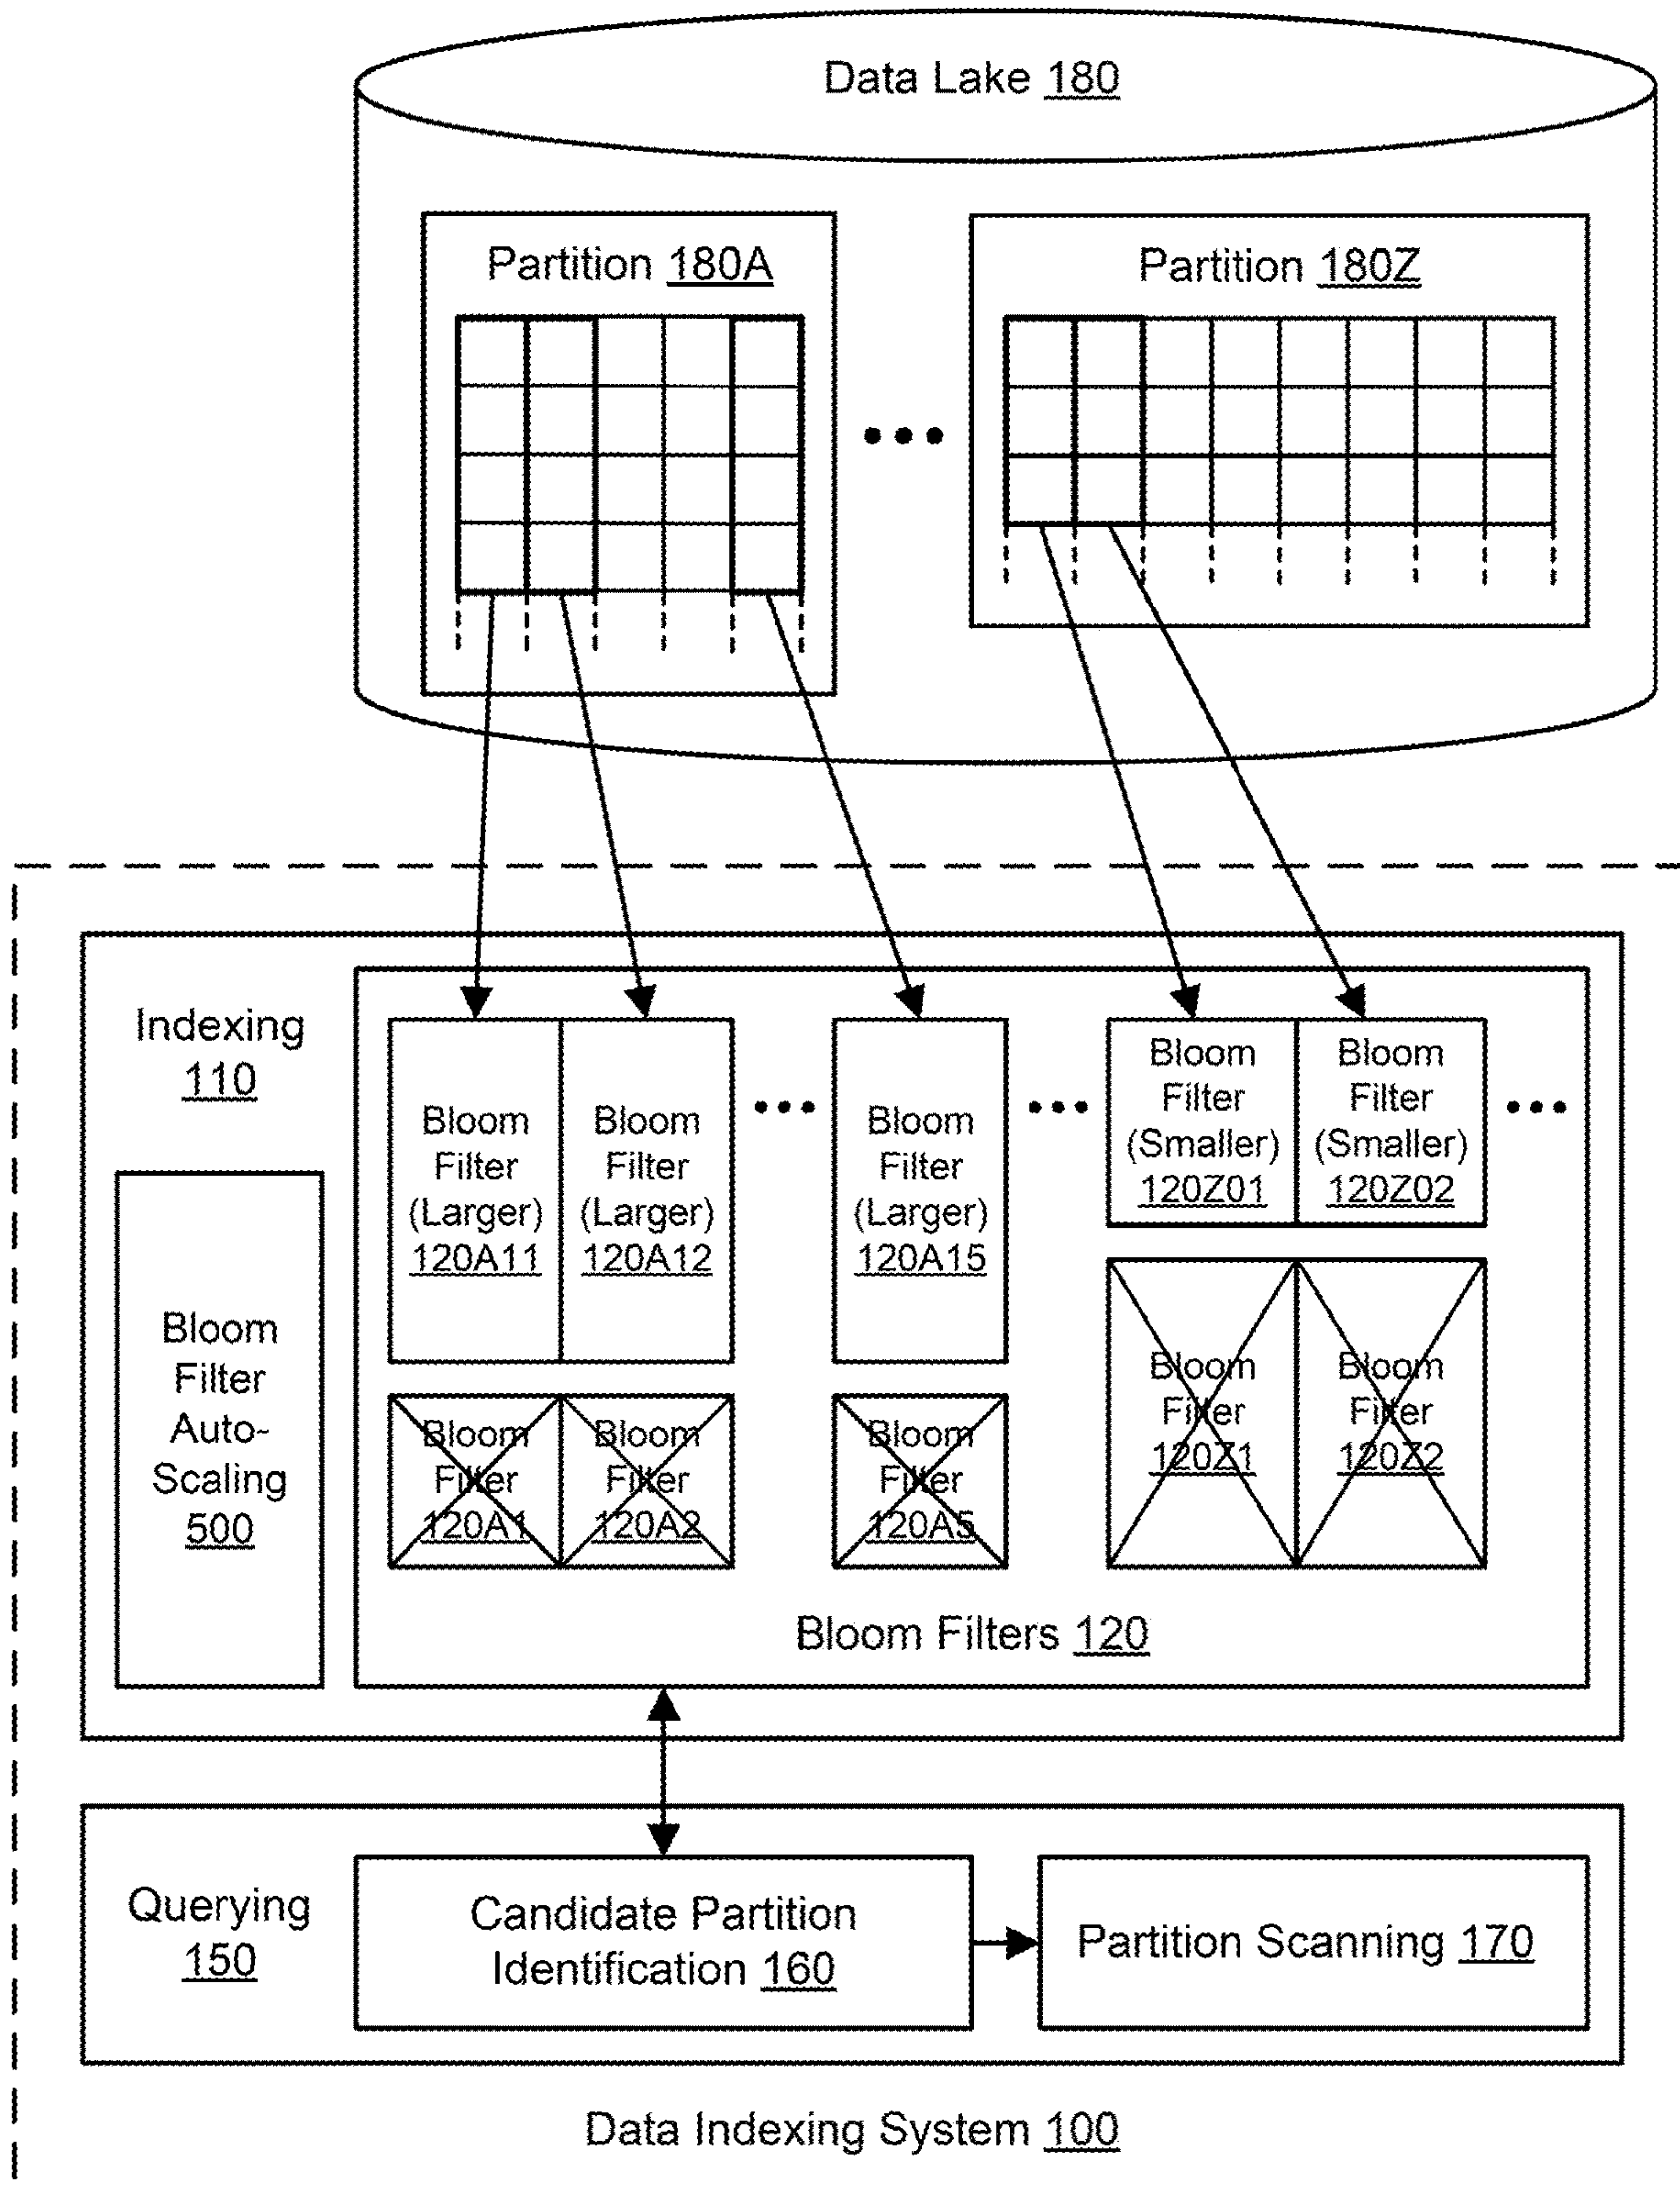 Data Lake 180
Partition 180A
Partition 180Z
Indexing
110
Bloom
Filter
Auto-
Scaling
500
Bloom
Filter
(Larger)
120A11
Bloom
Filter
(Larger)
120A12
Bloom
Filter
(Larger)
120A15
Bloom
Filter
(Smaller)
120Z01
Bloom
Filter
(Smaller)
120Z02
Bloom
Filter
120A1
Bloom
Filter
120A2
Bloom
Filter
120A5
Bloom
Filter
120Z1
Bloom
Filter
120Z2
Bloom Filters 120
Querying
150
Candidate Partition
Identification 160
Partition Scanning 170
Data Indexing System 100